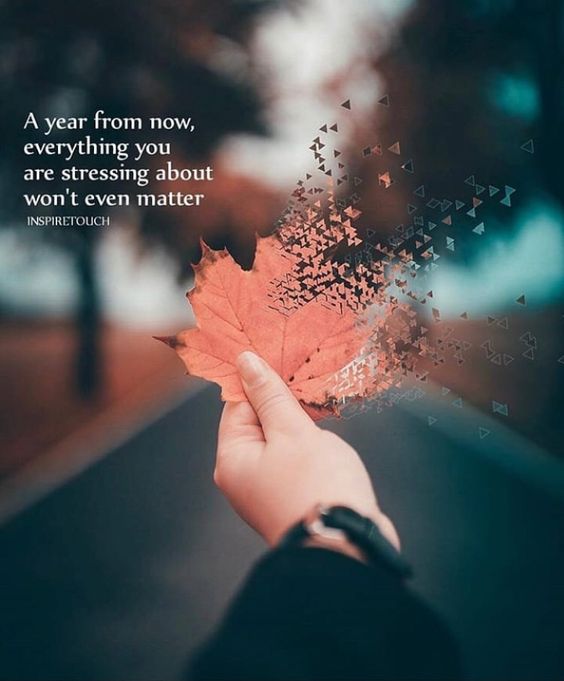 A year from now,
everything you
are stressing about
won't even matter
INSPIRETOUCH